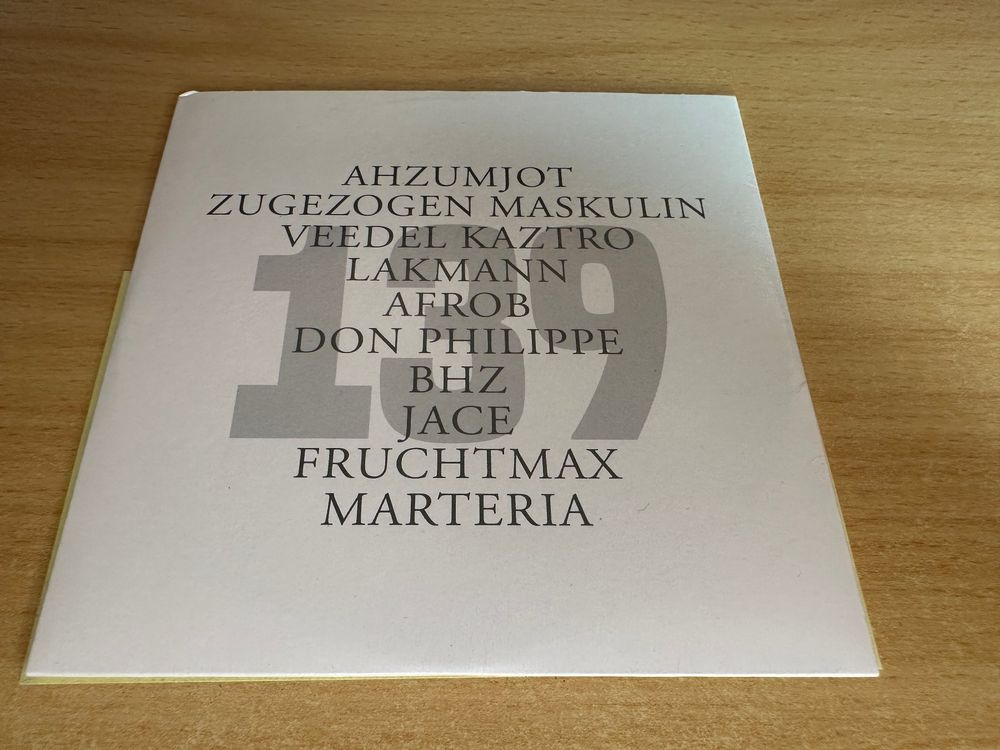 AHZUMJOT
ZUGEZOGEN MASKULIN
VEEDEL KAZTRO
LAKMANN
AFROB
DON PHILIPPE
BHZ
JACE
FRUCHTMAX
MARTERIA
139